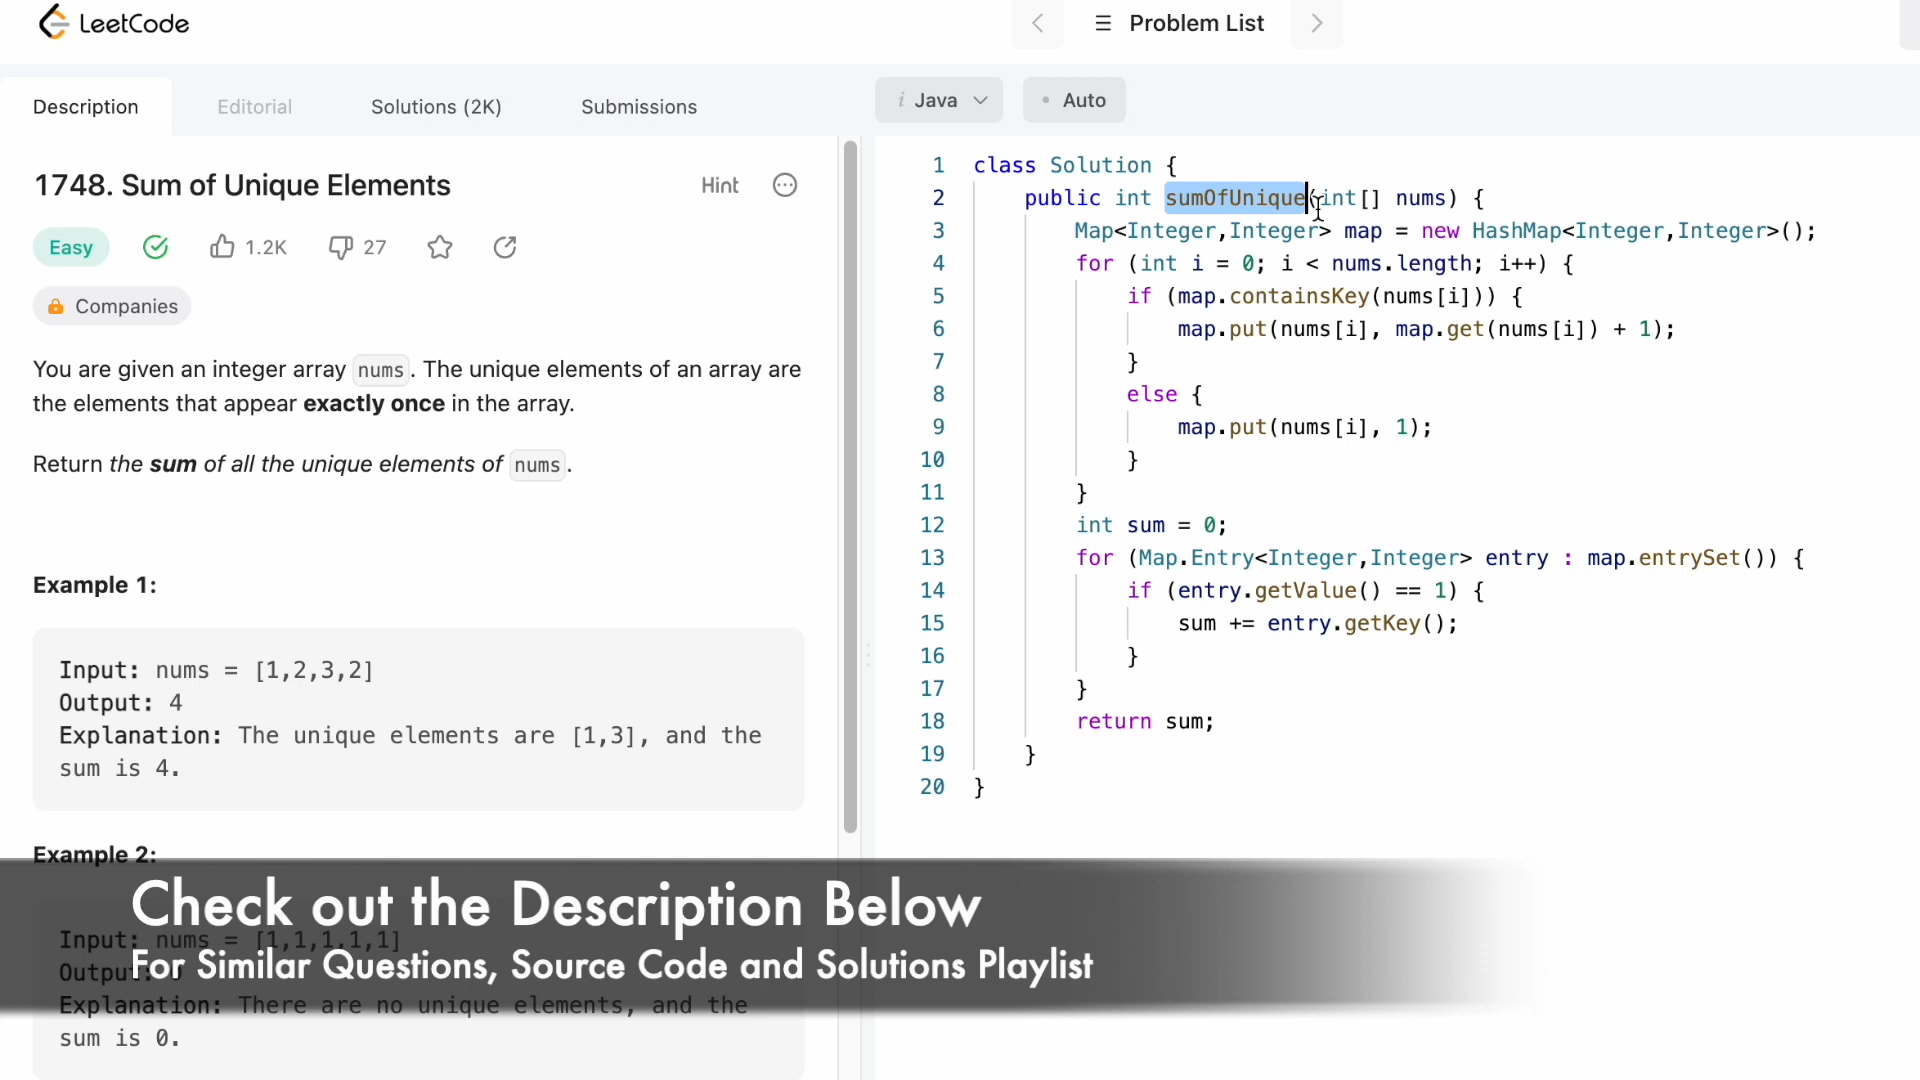 LeetCode
Problem List
Description
Editorial
Solutions (2K)
Submissions
i Java
Auto
1748. Sum of Unique Elements
Hint
Easy
1.2K
27
Companies
You are given an integer array nums. The unique elements of an array are
the elements that appear exactly once in the array.
Return the sum of all the unique elements of nums.
Example 1:
Input: nums = [1,2,3,2]
Output: 4
Explanation: The unique elements are [1,3], and the
sum is 4.
Example 2:
Input: nums = [1,1,1,1,1]
Output: 0
Explanation: There are no unique elements, and the
sum is 0.
1 class Solution {
2 public int sumOfUnique(int[] nums) {
3 Map<Integer,Integer> map = new HashMap<Integer,Integer>();
4 for (int i = 0; i < nums.length; i++) {
5 if (map.containsKey(nums[i])) {
6 map.put(nums[i], map.get(nums[i]) + 1);
7 }
8 else {
9 map.put(nums[i], 1);
10 }
11 }
12 int sum = 0;
13 for (Map.Entry<Integer,Integer> entry : map.entrySet()) {
14 if (entry.getValue() == 1) {
15 sum += entry.getKey();
16 }
17 }
18 return sum;
19 }
20 }
Check out the Description Below
For Similar Questions, Source Code and Solutions Playlist